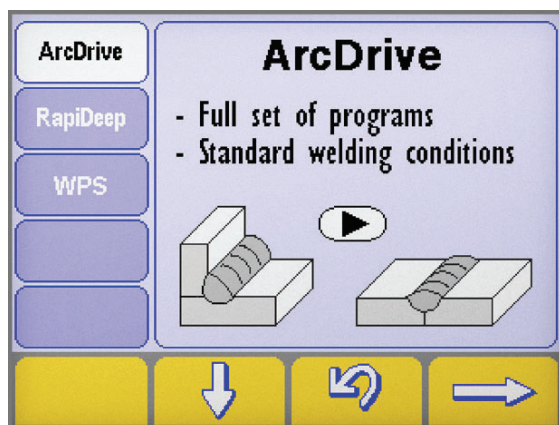 ArcDrive
RapiDeep
WPS
ArcDrive
- Full set of programs
- Standard welding conditions